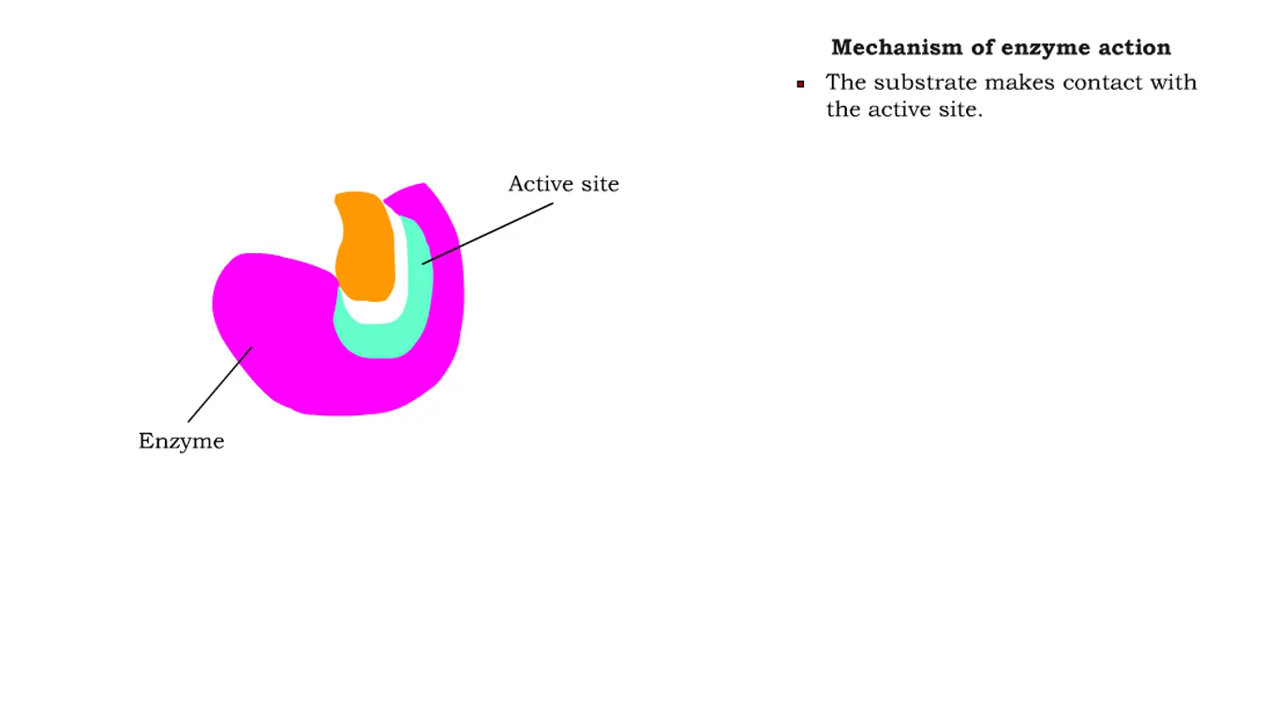 Mechanism of enzyme action
The substrate makes contact with
the active site.
Active site
Enzyme